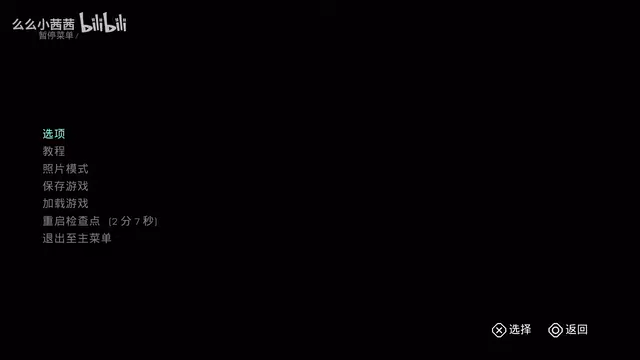 么么小茜茜 bilibili
暂停菜单 /
选项
教程
照片模式
保存游戏
加载游戏
重启检查点 (2 分 7 秒)
退出至主菜单
选择 返回